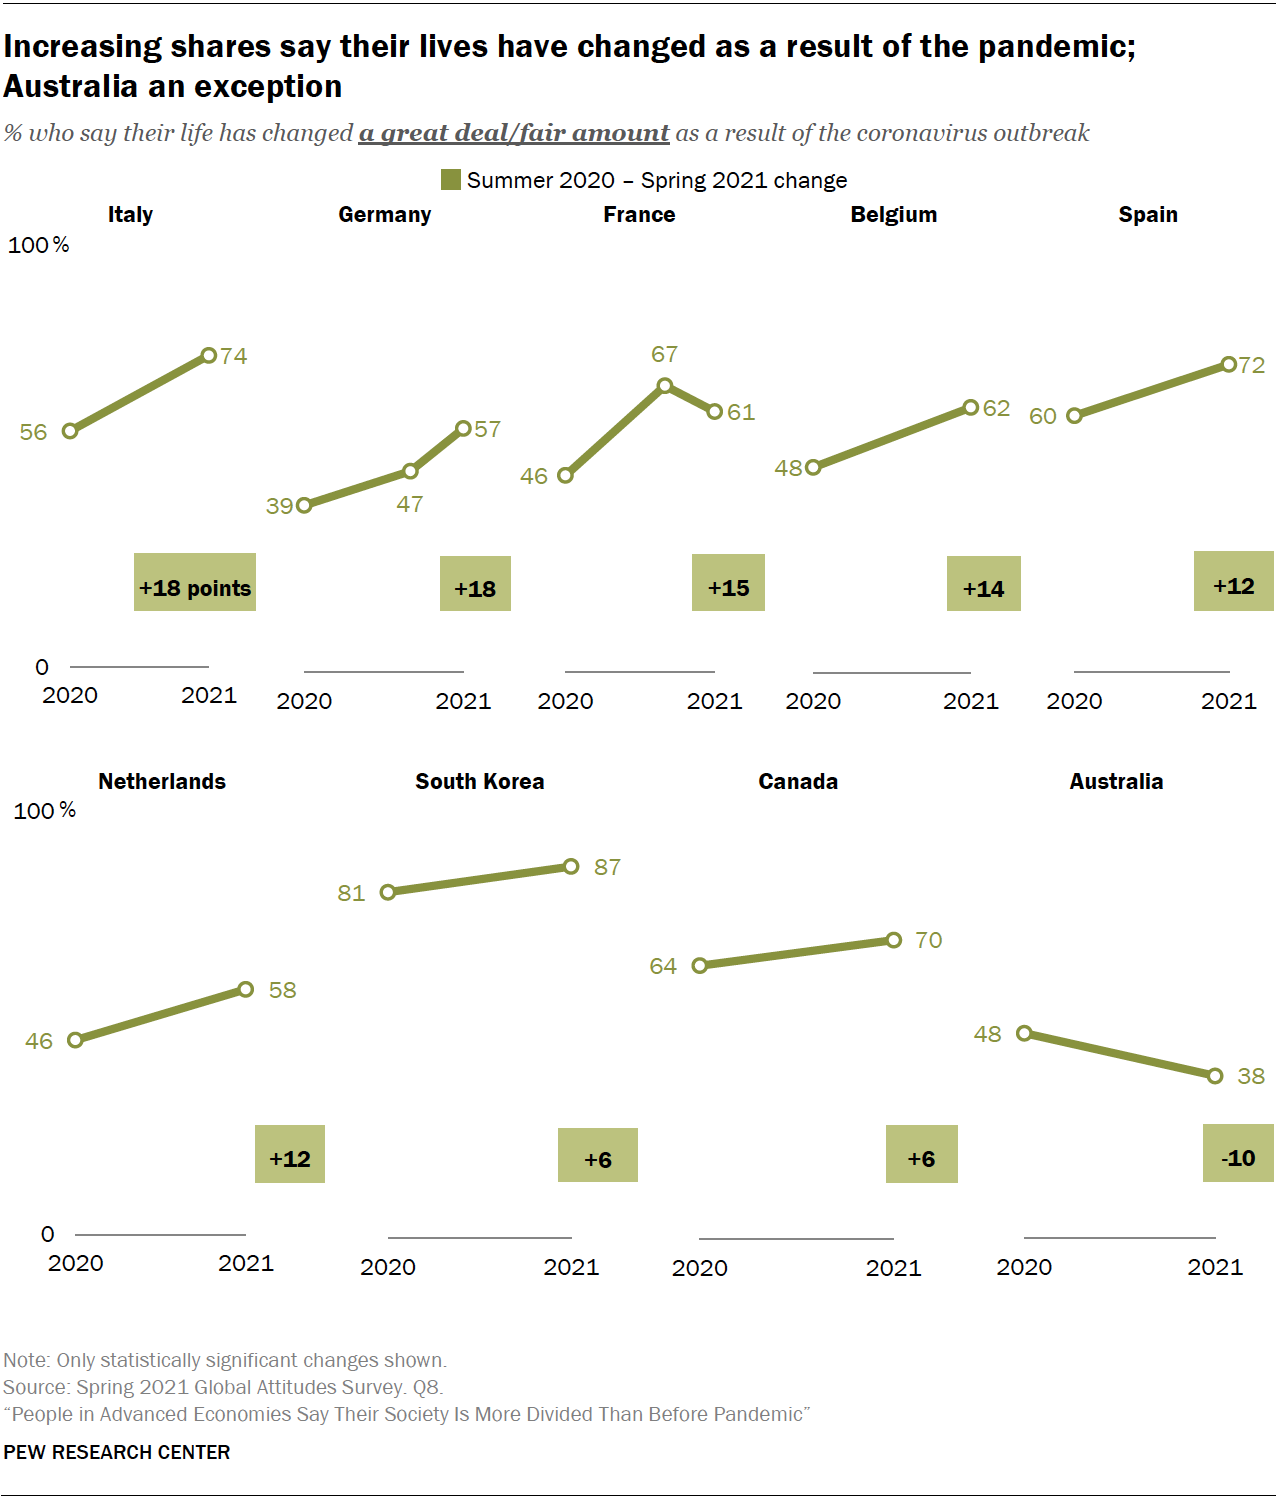 Increasing shares say their lives have changed as a result of the pandemic;
Australia an exception
% who say their life has changed a great deal/fair amount as a result of the coronavirus outbreak
Summer 2020 – Spring 2021 change
Italy Germany France Belgium Spain
100 %
56 74
39 47 57
46 67 61
48 62
60 72
+18 points +18 +15 +14 +12
0
2020 2021 2020 2021 2020 2021 2020 2021 2020 2021
Netherlands South Korea Canada Australia
100 %
46 58
81 87
64 70
48 38
+12 +6 +6 -10
0
2020 2021 2020 2021 2020 2021 2020 2021
Note: Only statistically significant changes shown.
Source: Spring 2021 Global Attitudes Survey. Q8.
“People in Advanced Economies Say Their Society Is More Divided Than Before Pandemic”
PEW RESEARCH CENTER